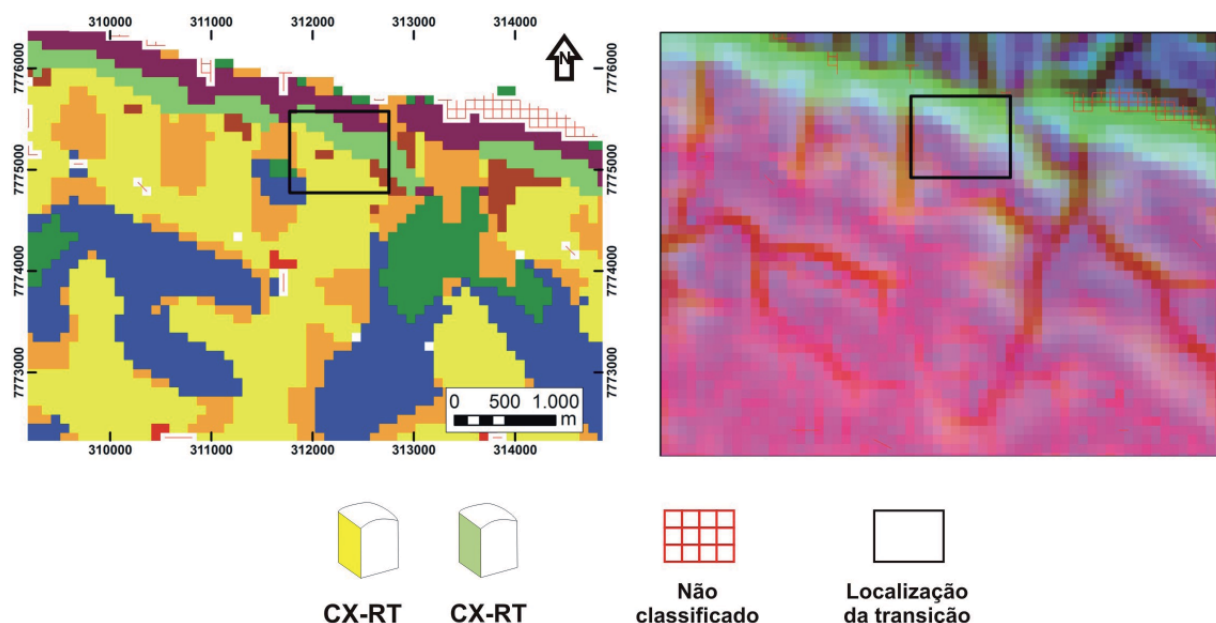 310000 311000 312000 313000 314000
N
7776000 7776000
7775000 7775000
7774000 7774000
7773000 7773000
0 500 1.000
m
310000 311000 312000 313000 314000
CX-RT CX-RT Não classificado Localização da transição